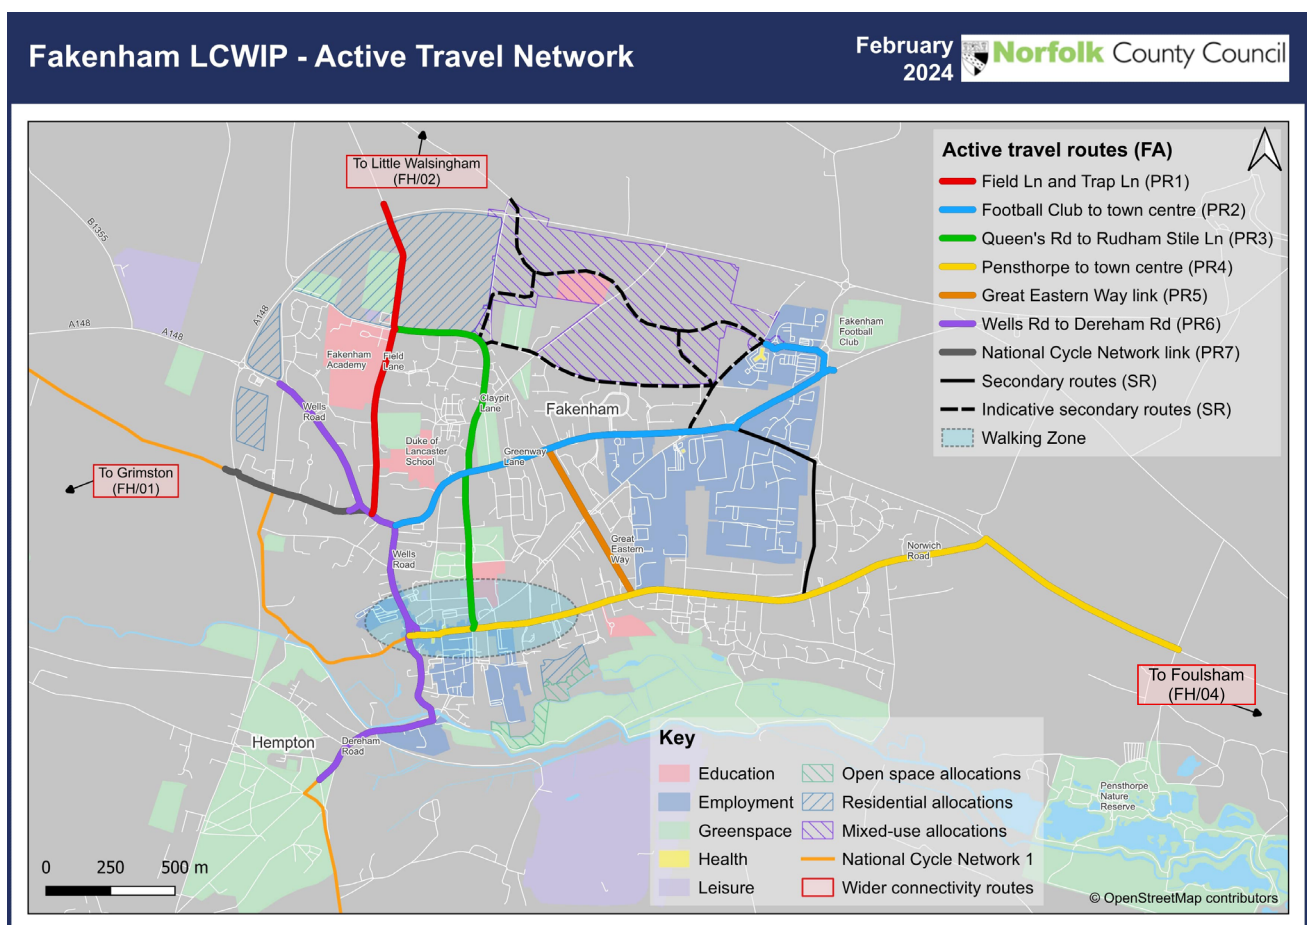 Fakenham LCWIP - Active Travel Network
February
2024
Norfolk County Council
To Little Walsingham
(FH/02)
Active travel routes (FA)
Field Ln and Trap Ln (PR1)
Football Club to town centre (PR2)
Queen's Rd to Rudham Stile Ln (PR3)
Pensthorpe to town centre (PR4)
Great Eastern Way link (PR5)
Wells Rd to Dereham Rd (PR6)
National Cycle Network link (PR7)
Secondary routes (SR)
Indicative secondary routes (SR)
Walking Zone
B1355
A148
A148
A148
Fakenham
Football
Club
Fakenham
Academy
Field
Lane
Wells
Road
Claypit
Lane
Fakenham
Duke of
Lancaster
School
Greenway
Lane
To Grimston
(FH/01)
Wells
Road
Great
Eastern
Way
Norwich
Road
To Foulsham
(FH/04)
Hempton
Dereham
Road
Pensthorpe
Nature
Reserve
Key
Education
Employment
Greenspace
Health
Leisure
Open space allocations
Residential allocations
Mixed-use allocations
National Cycle Network 1
Wider connectivity routes
0 250 500 m
© OpenStreetMap contributors